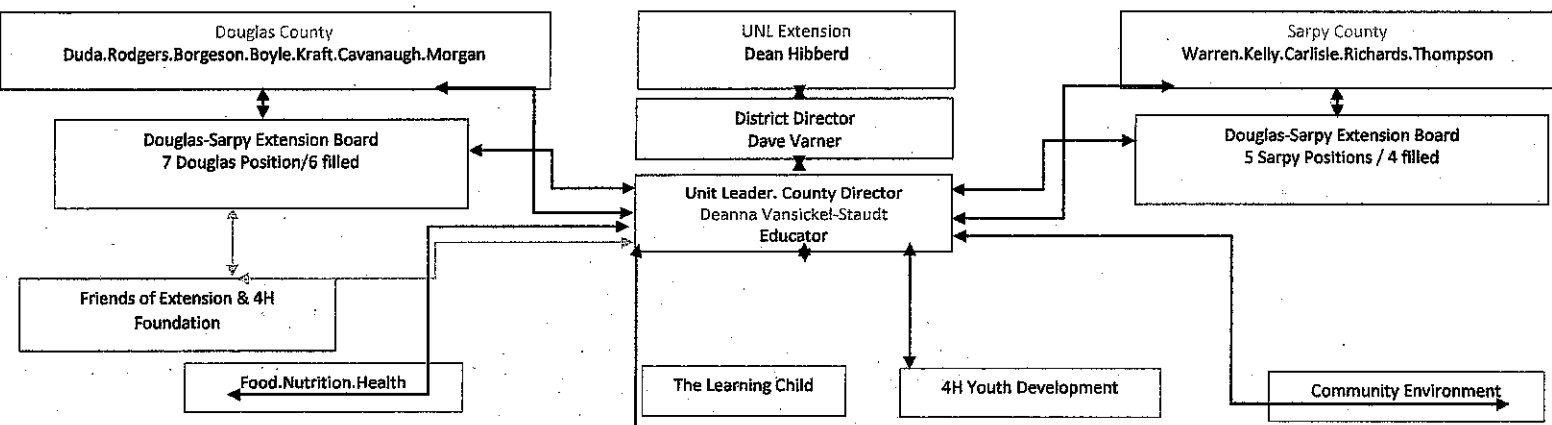 Douglas County
Duda.Rodgers.Borgeson.Boyle.Kraft.Cavanaugh.Morgan
UNL Extension
Dean Hibberd
Sarpy County
Warren.Kelly.Carlisle.Richards.Thompson
Douglas-Sarpy Extension Board
7 Douglas Position/6 filled
District Director
Dave Varner
Douglas-Sarpy Extension Board
5 Sarpy Positions / 4 filled
Unit Leader. County Director
Deanna Vansickel-Staudt
Educator
Friends of Extension & 4H
Foundation
Food.Nutrition.Health
The Learning Child
4H Youth Development
Community Environment